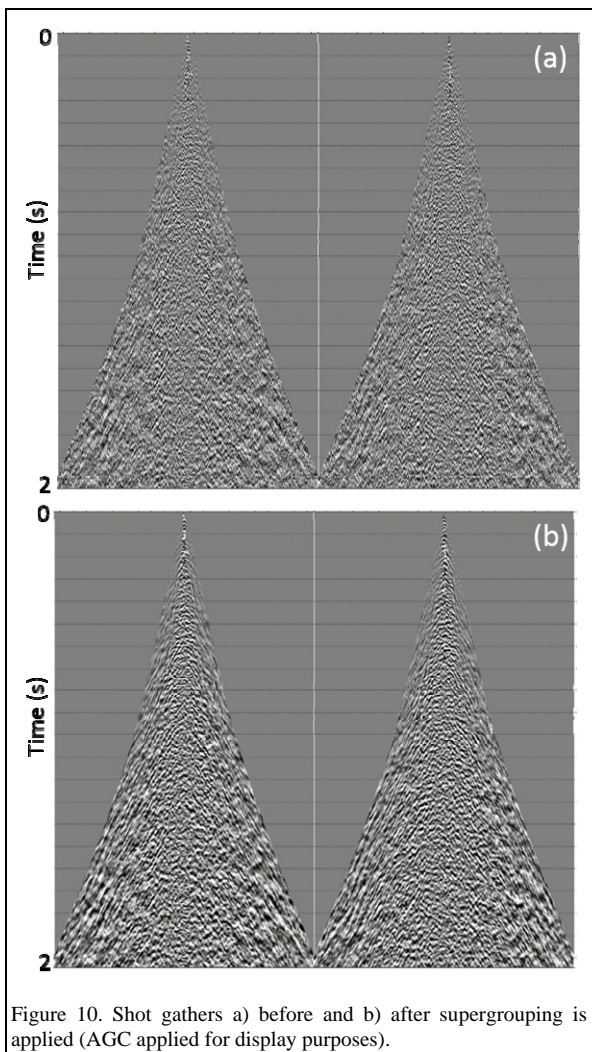 0
(a)
Time (s)
2
0
(b)
Time (s)
2
Figure 10. Shot gathers a) before and b) after supergrouping is
applied (AGC applied for display purposes).